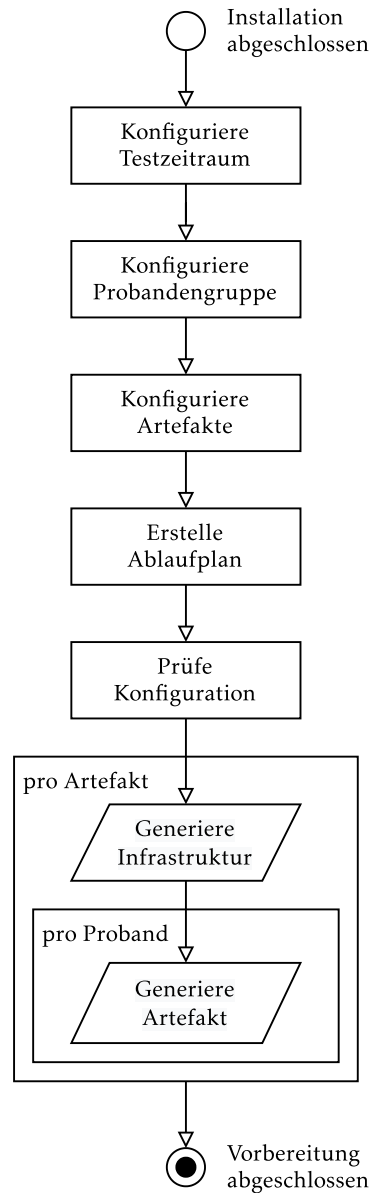 Installation
abgeschlossen
Konfiguriere
Testzeitraum
Konfiguriere
Probandengruppe
Konfiguriere
Artefakte
Erstelle
Ablaufplan
Prüfe
Konfiguration
pro Artefakt
Generiere
Infrastruktur
pro Proband
Generiere
Artefakt
Vorbereitung
abgeschlossen